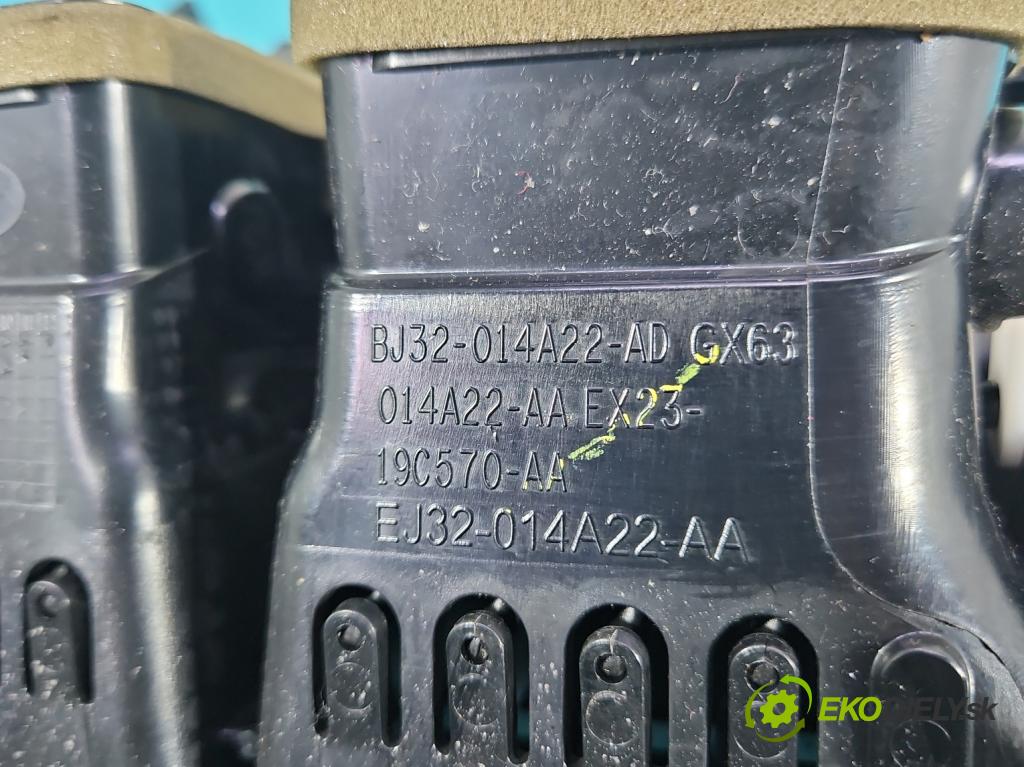 BJ32-014A22-AD GX63
014A22-AA EX23-
19C570-AA
EJ32-014A22-AA
EKODIELY.sk